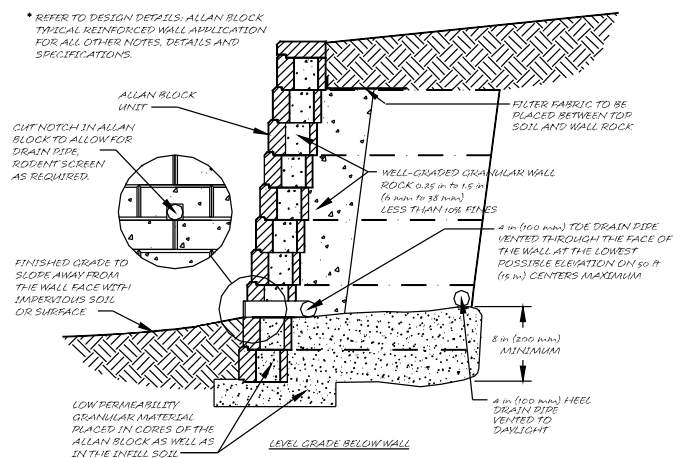 * REFER TO DESIGN DETAILS: ALLAN BLOCK
TYPICAL REINFORCED WALL APPLICATION
FOR ALL OTHER NOTES, DETAILS AND
SPECIFICATIONS.
ALLAN BLOCK
UNIT
FILTER FABRIC TO BE
PLACED BETWEEN TOP
SOIL AND WALL ROCK
CUT NOTCH IN ALLAN
BLOCK TO ALLOW FOR
DRAIN PIPE,
RODENT SCREEN
AS REQUIRED.
WELL-GRADED GRANULAR WALL
ROCK 0.25 in to 1.5 in
(6 mm to 38 mm)
LESS THAN 10% FINES
4 in (100 mm) TOE DRAIN PIPE
VENTED THROUGH THE FACE OF
THE WALL AT THE LOWEST
POSSIBLE ELEVATION ON 50 ft
(15 m) CENTERS MAXIMUM
FINISHED GRADE TO
SLOPE AWAY FROM
THE WALL FACE WITH
IMPERVIOUS SOIL
OR SURFACE
8 in (200 mm)
MINIMUM
4 in (100 mm) HEEL
DRAIN PIPE
VENTED TO
DAYLIGHT
LOW PERMEABILITY
GRANULAR MATERIAL
PLACED IN CORES OF THE
ALLAN BLOCK AS WELL AS
IN THE INFILL SOIL
LEVEL GRADE BELOW WALL